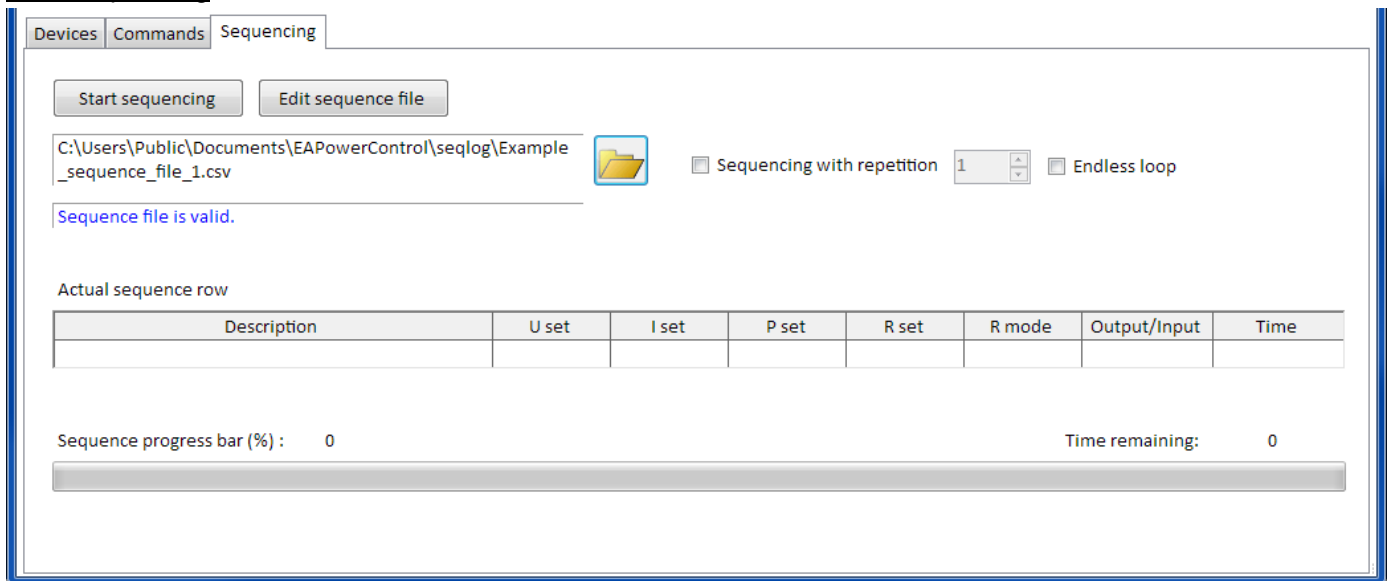 Devices Commands Sequencing
Start sequencing Edit sequence file
C:\Users\Public\Documents\EAPowerControl\seqlog\Example
_sequence_file_1.csv
Sequencing with repetition 1 Endless loop
Sequence file is valid.
Actual sequence row
Description U set I set P set R set R mode Output/Input Time
Sequence progress bar (%) : 0 Time remaining: 0